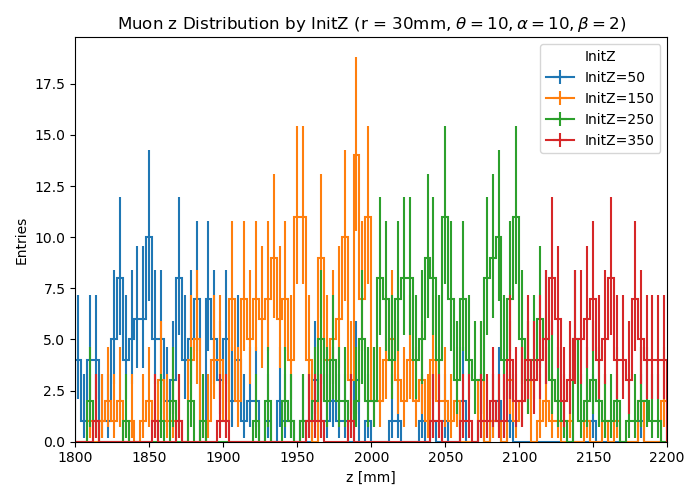 Muon z Distribution by InitZ (r = 30mm, θ = 10, α = 10, β = 2)
Entries
17.5
15.0
12.5
10.0
7.5
5.0
2.5
0.0
InitZ
InitZ=50
InitZ=150
InitZ=250
InitZ=350
1800 1850 1900 1950 2000 2050 2100 2150 2200
z [mm]